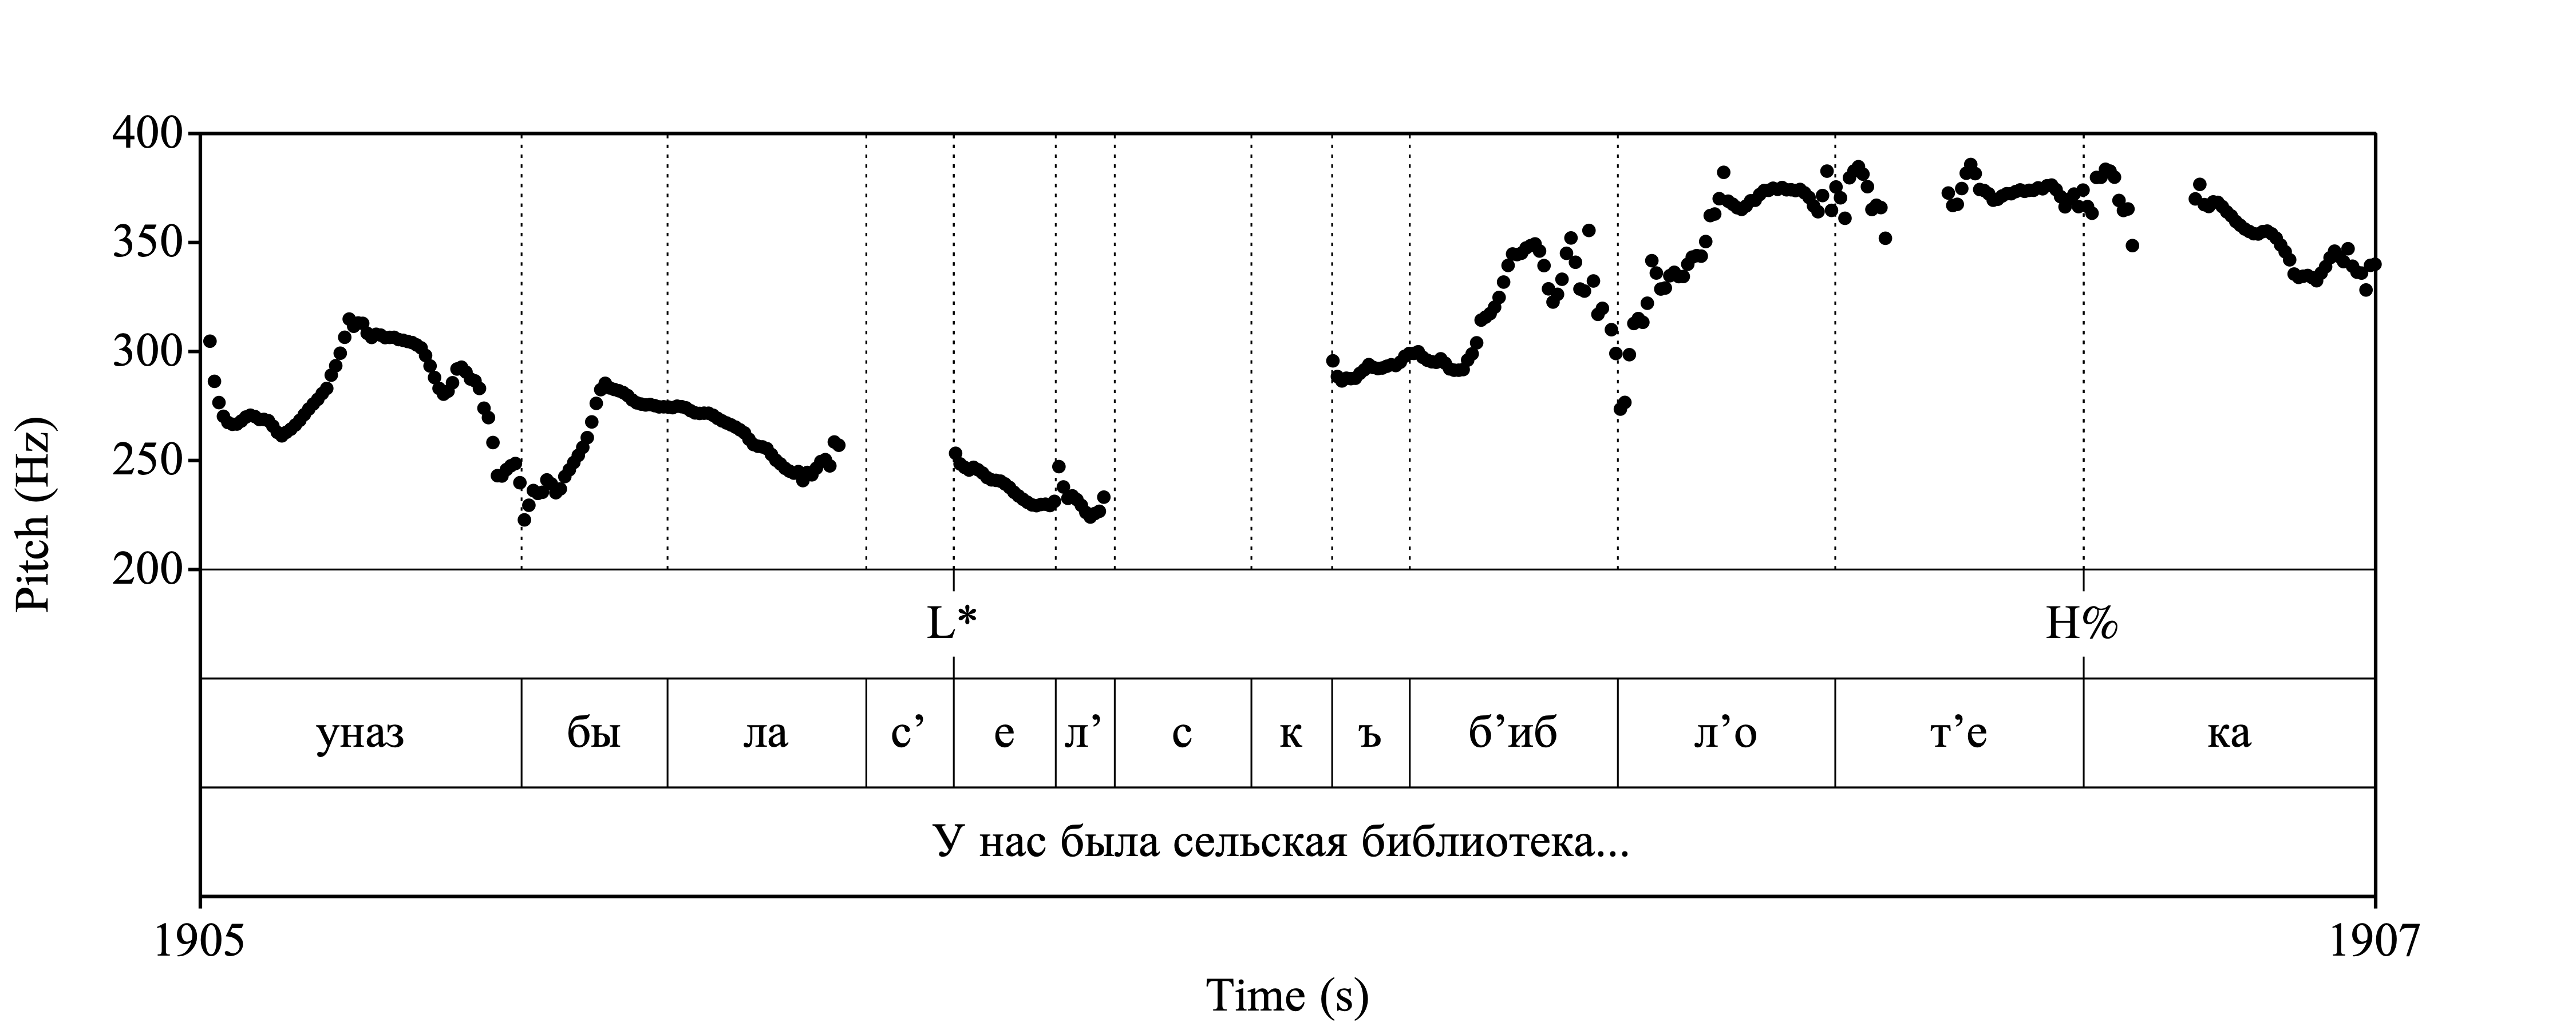 400
350
300
250
200
Pitch (Hz)
L* H%
уназ бы ла с’ е л’ с к ъ б’иб л’о т’е ка
У нас была сельская библиотека...
1905 1907
Time (s)